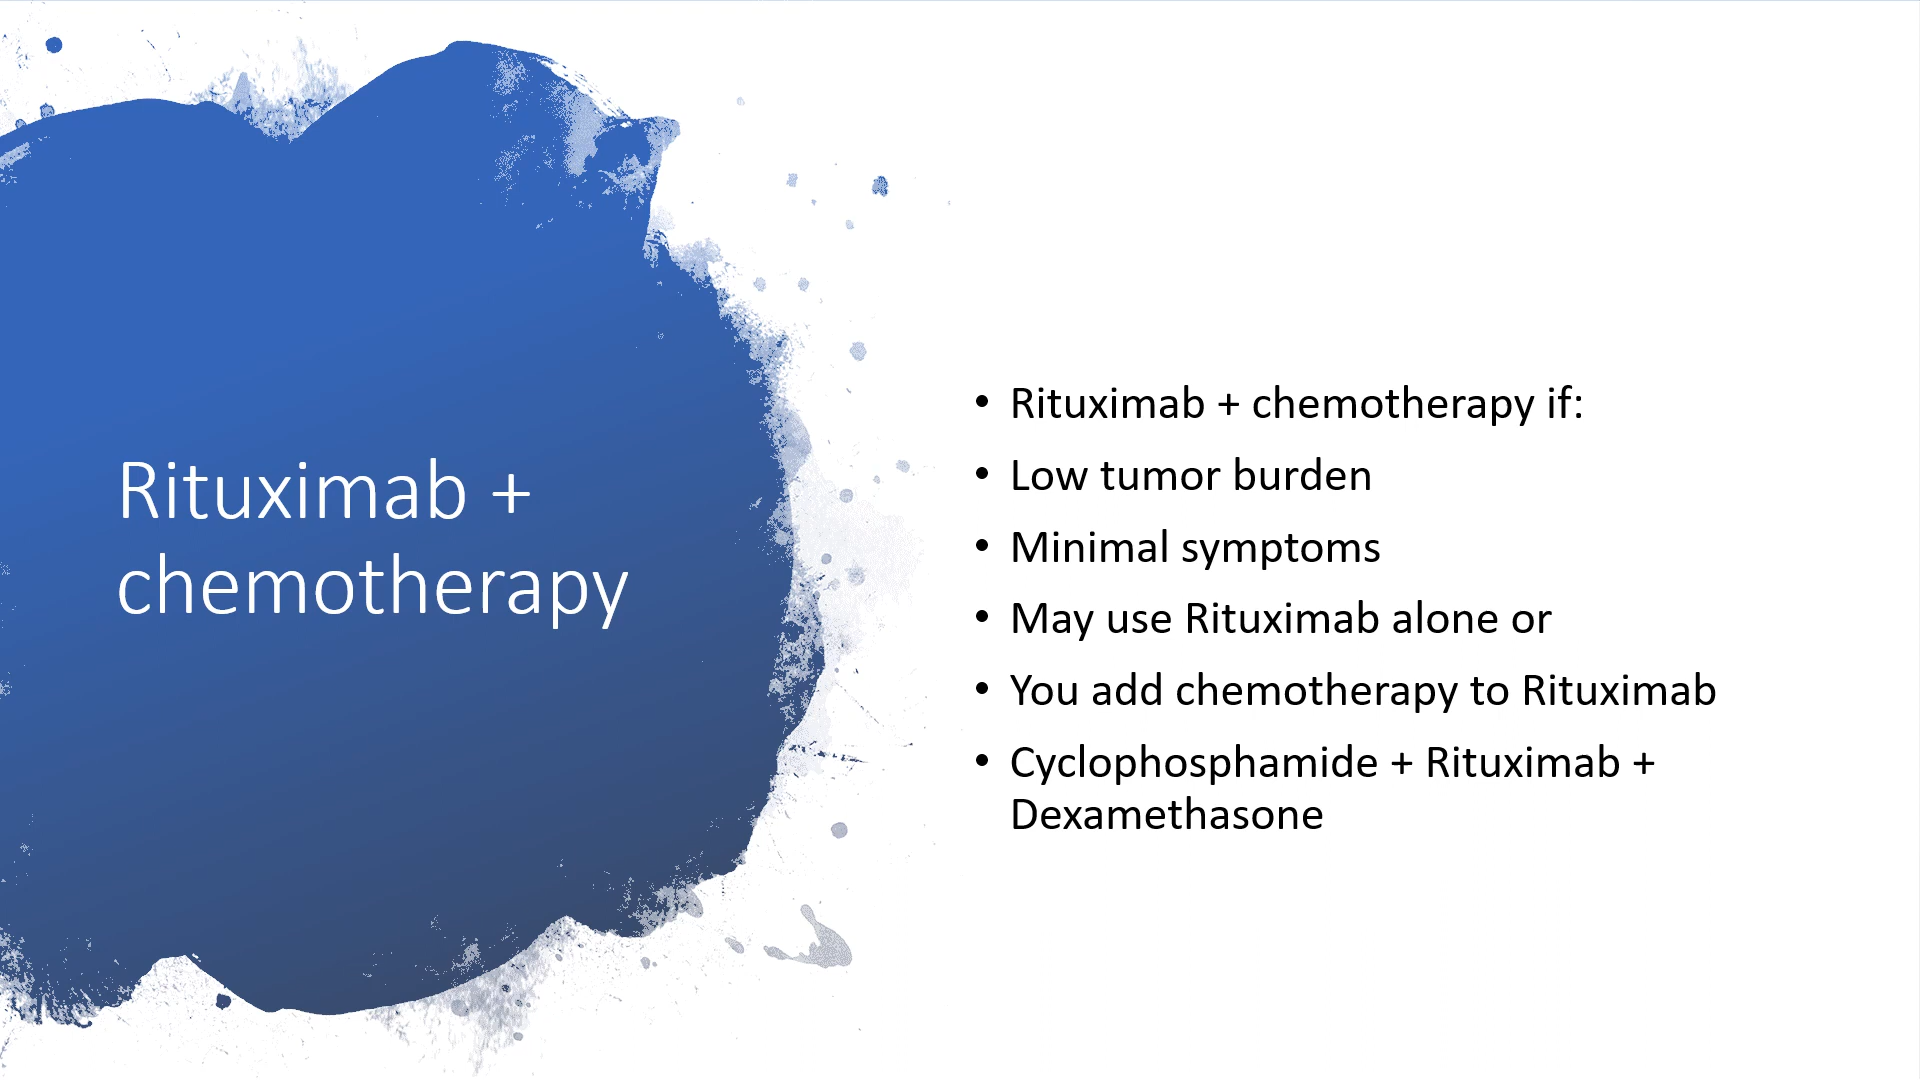 Rituximab +
chemotherapy
• Rituximab + chemotherapy if:
• Low tumor burden
• Minimal symptoms
• May use Rituximab alone or
• You add chemotherapy to Rituximab
• Cyclophosphamide + Rituximab +
Dexamethasone